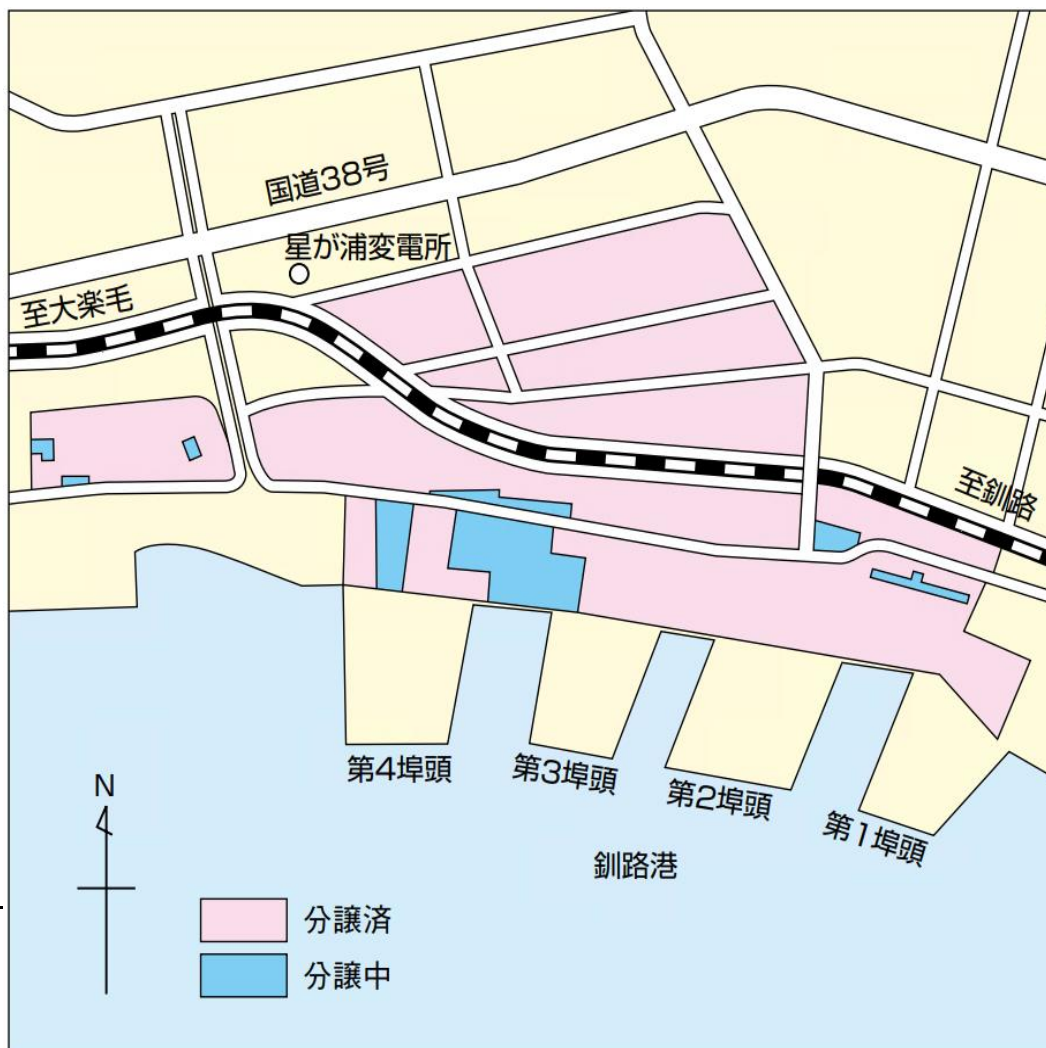 国道38号
星が浦変電所
至大楽毛
至釧路
第4埠頭
第3埠頭
第2埠頭
第1埠頭
釧路港
N
分譲済
分譲中